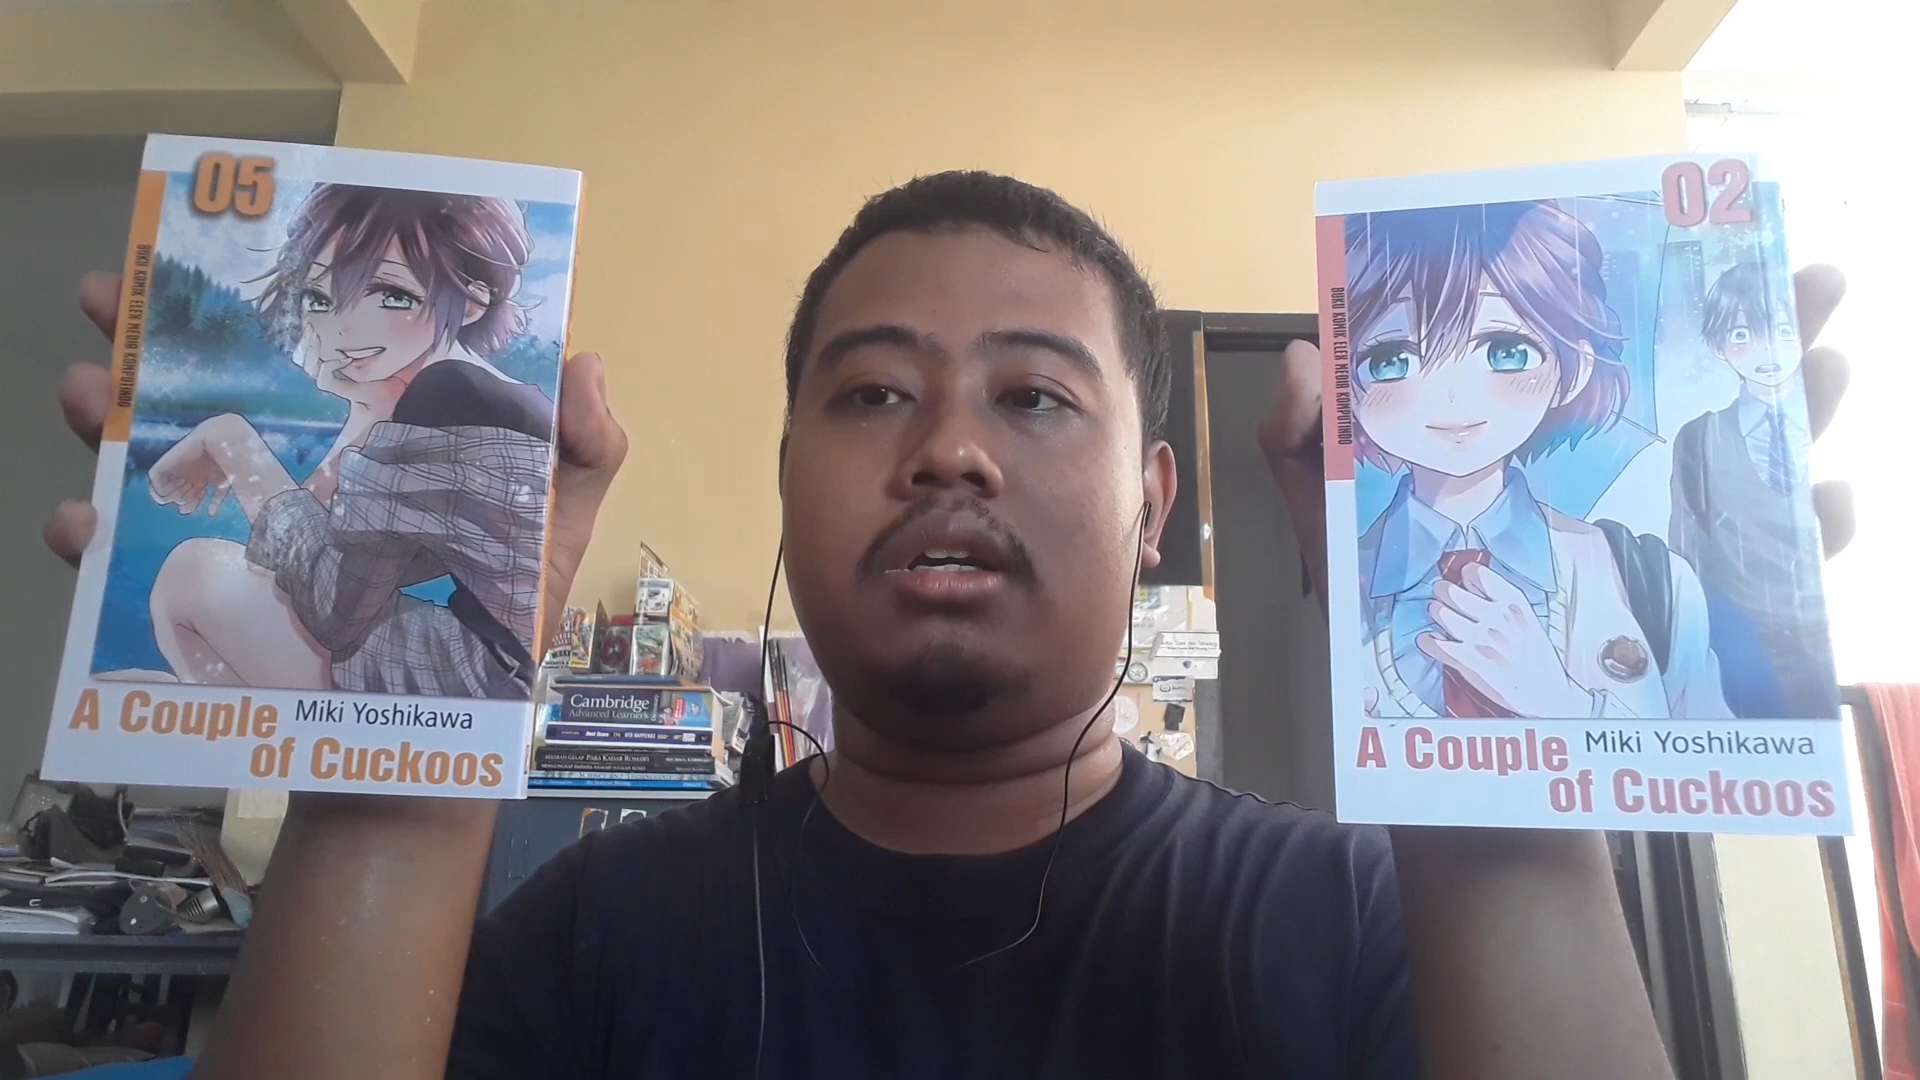 05
BUKU KOMIK ELEX MEDIA KOMPUTINDO
A Couple
of Cuckoos
Miki Yoshikawa
02
BUKU KOMIK ELEX MEDIA KOMPUTINDO
A Couple
of Cuckoos
Miki Yoshikawa
Cambridge
Advanced Learner's